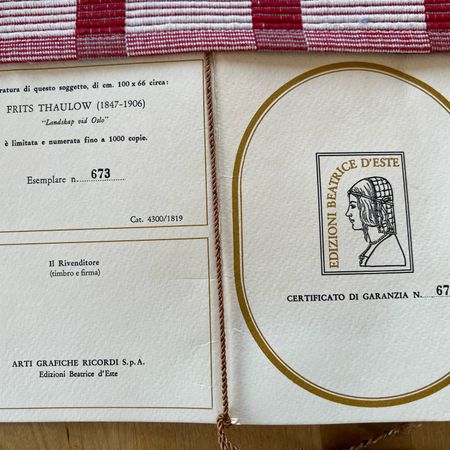 ratura di questo soggetto, di cm. 100 x 66 circa:
FRITS THAULOW (1847-1906)
"Landskap vid Oslo"
è limitata e numerata fino a 1000 copie.
Esemplare n. 673
Cat. 4300/1819
Il Rivenditore
(timbro e firma)
ARTI GRAFICHE RICORDI S.p.A.
Edizioni Beatrice d'Este
EDIZIONI BEATRICE D'ESTE
CERTIFICATO DI GARANZIA N. 67